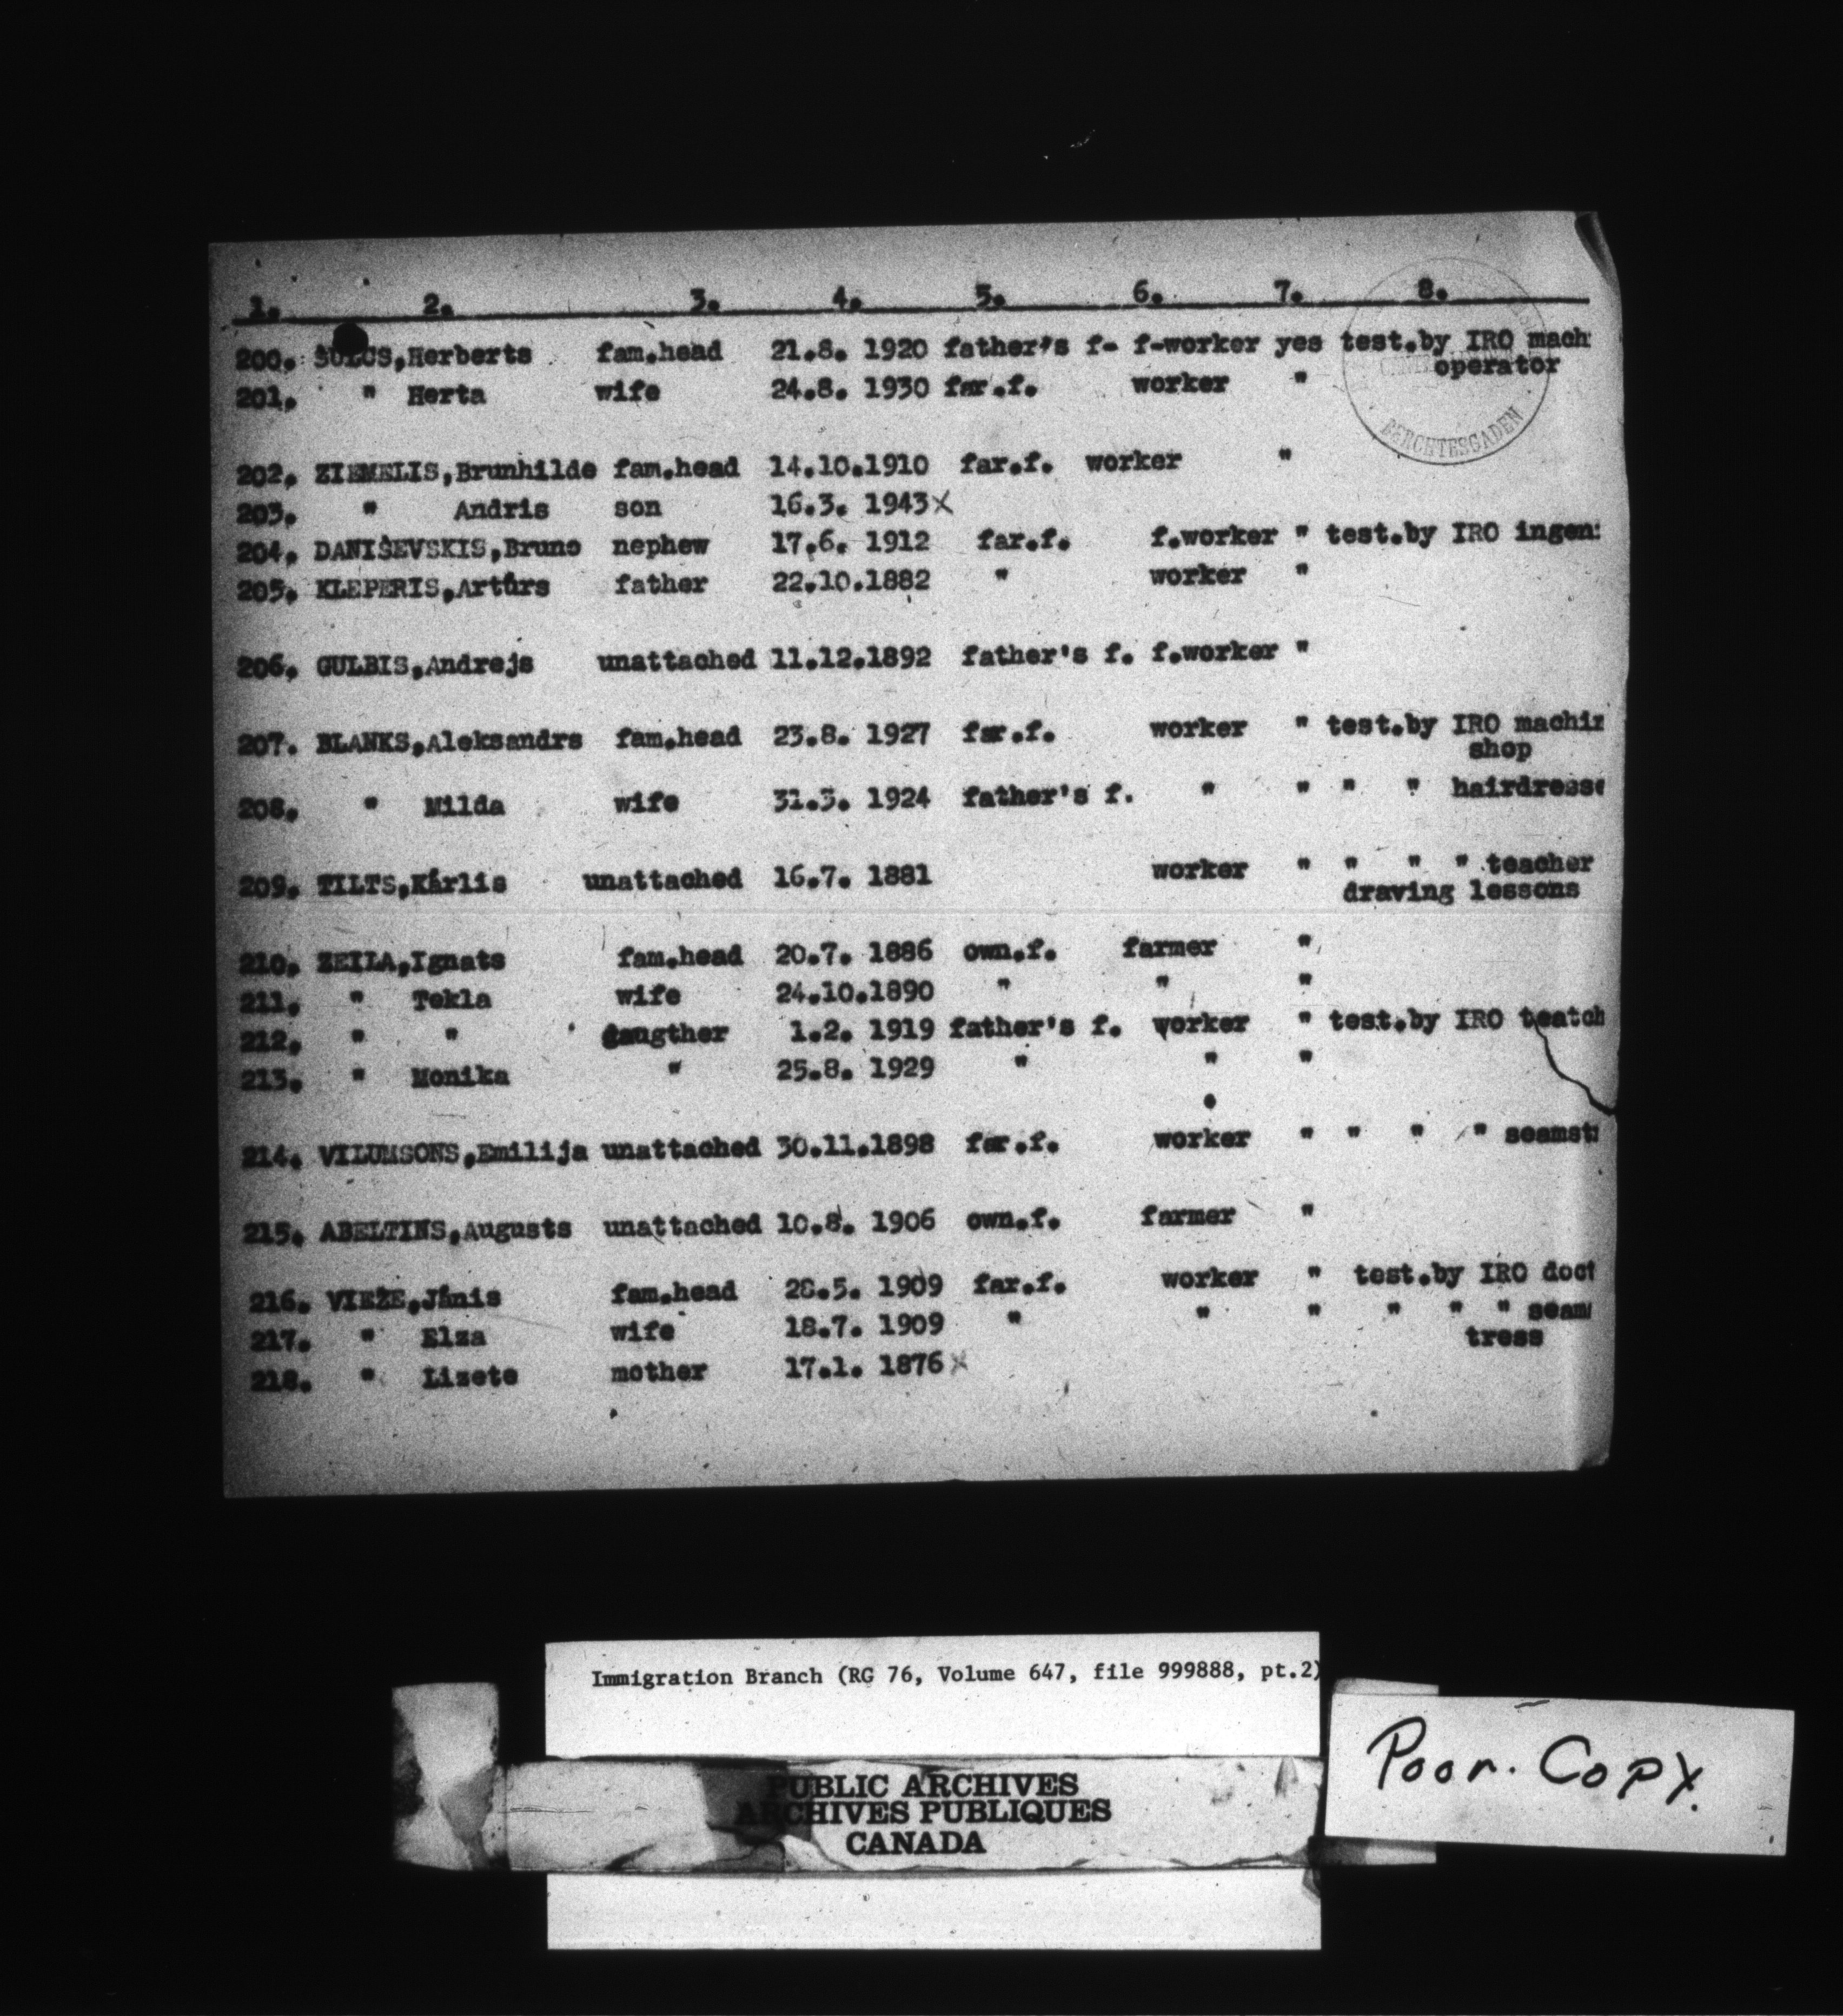 1. 2. 3. 4. 5. 6. 7. 8.
200. ŠULCS,Herberts fam.head 21.8. 1920 father's f- f-worker yes test.by IRO mach
operator
201. " Herta wife 24.8. 1930 far.f. worker "
BERCHTESGADEN
202. ZIEMELIS,Brunhilde fam.head 14.10.1910 far.f. worker "
203. " Andris son 16.3. 1943 x
204. DANIŠEVSKIS,Bruno nephew 17.6. 1912 far.f. f.worker " test.by IRO ingen
205. KLEPERIS,Artūrs father 22.10.1882 " worker "
206. GULBIS,Andrejs unattached 11.12.1892 father's f. f.worker "
207. BLANKS,Aleksandrs fam.head 23.8. 1927 far.f. worker " test.by IRO machin
shop
208. " Milda wife 31.3. 1924 father's f. " " " " hairdresse
209. TILTS,Kārlis unattached 16.7. 1881 worker " " " " teacher
draving lessons
210. ZEILA,Ignats fam.head 20.7. 1886 own.f. farmer "
211. " Tekla wife 24.10.1890 " " "
212. " " daugther 1.2. 1919 father's f. worker " test.by IRO teatch
213. " Monika " 25.8. 1929 " " "
214. VILUMSONS,Emilija unattached 30.11.1898 far.f. worker " " " " seamst
215. ABELTINS,Augusts unattached 10.8. 1906 own.f. farmer "
216. VIEŽE,Jānis fam.head 28.5. 1909 far.f. worker " test.by IRO doct
217. " Elza wife 18.7. 1909 " " " " " " seam
tress
218. " Lizete mother 17.1. 1876 x
Immigration Branch (RG 76, Volume 647, file 999888, pt.2)
PUBLIC ARCHIVES
ARCHIVES PUBLIQUES
CANADA
Poor. Copy.